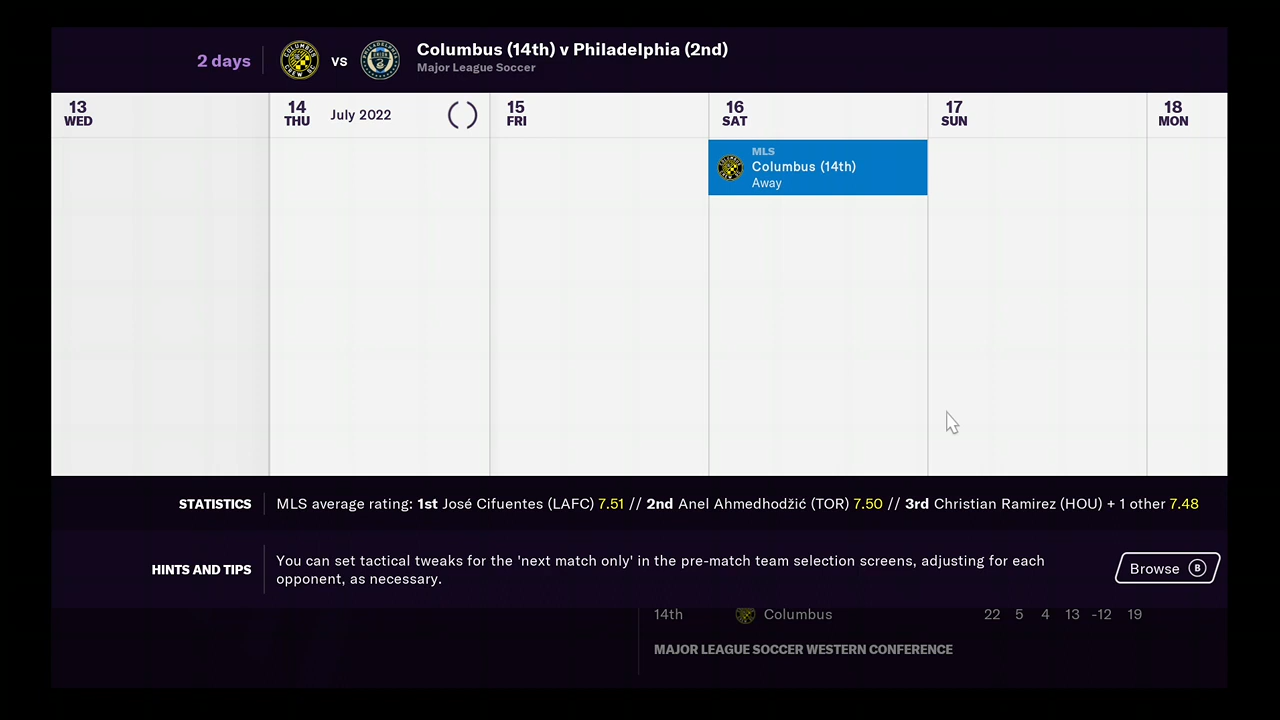 2 days
vs
Columbus (14th) v Philadelphia (2nd)
Major League Soccer
13
WED
14
THU
July 2022
15
FRI
16
SAT
17
SUN
18
MON
MLS
Columbus (14th)
Away
STATISTICS
MLS average rating: 1st José Cifuentes (LAFC) 7.51 // 2nd Anel Ahmedhodžić (TOR) 7.50 // 3rd Christian Ramirez (HOU) + 1 other 7.48
HINTS AND TIPS
You can set tactical tweaks for the 'next match only' in the pre-match team selection screens, adjusting for each
opponent, as necessary.
Browse B
14th Columbus 22 5 4 13 -12 19
MAJOR LEAGUE SOCCER WESTERN CONFERENCE